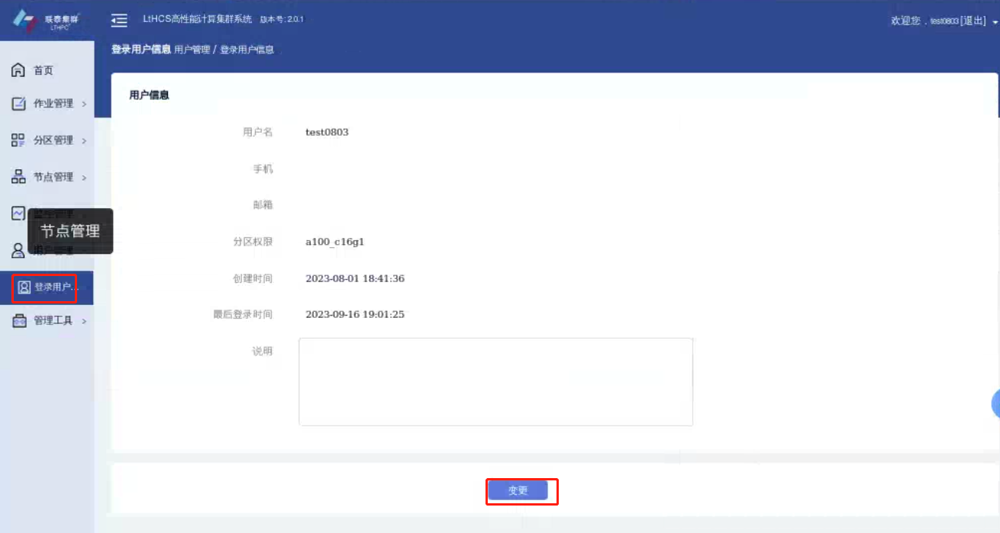 联泰集群
LTHPC
LtHCS高性能计算集群系统 版本号:2.0.1
欢迎您，test0803[退出]
登录用户信息 用户管理 / 登录用户信息
首页
作业管理
分区管理
节点管理
节点管理
用户管理
登录用户...
管理工具
用户信息
用户名 test0803
手机
邮箱
分区权限 a100_c16g1
创建时间 2023-08-01 18:41:36
最后登录时间 2023-09-16 19:01:25
说明
变更